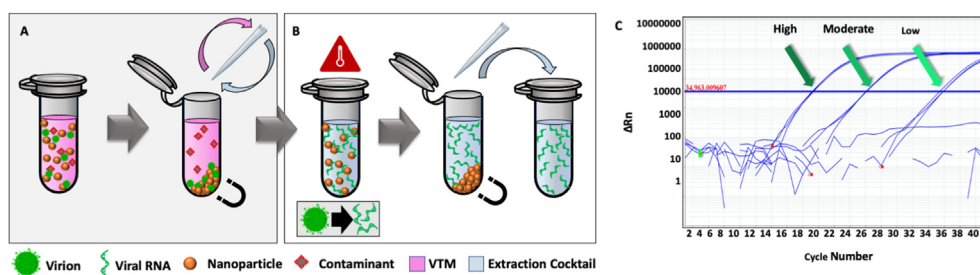 A
B
C
High
Moderate
Low
ΔRn
10000000
1000000
100000
10000
1000
100
10
1
34,963.009607
2 4 6 8 10 12 14 16 18 20 22 24 26 28 30 32 34 36 38 40
Cycle Number
Virion
Viral RNA
Nanoparticle
Contaminant
VTM
Extraction Cocktail